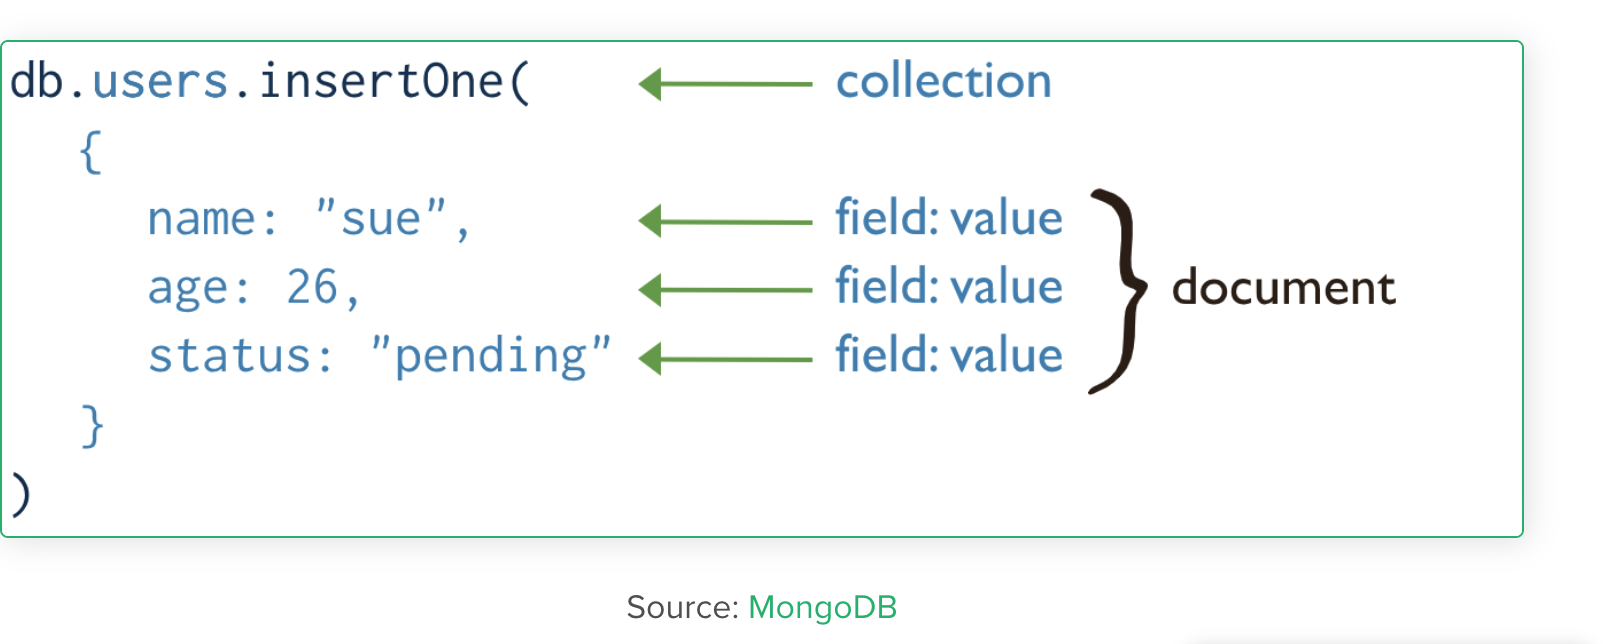 db.users.insertOne( collection
{
name: "sue", field: value
age: 26, field: value document
status: "pending" field: value
}
)
Source: MongoDB